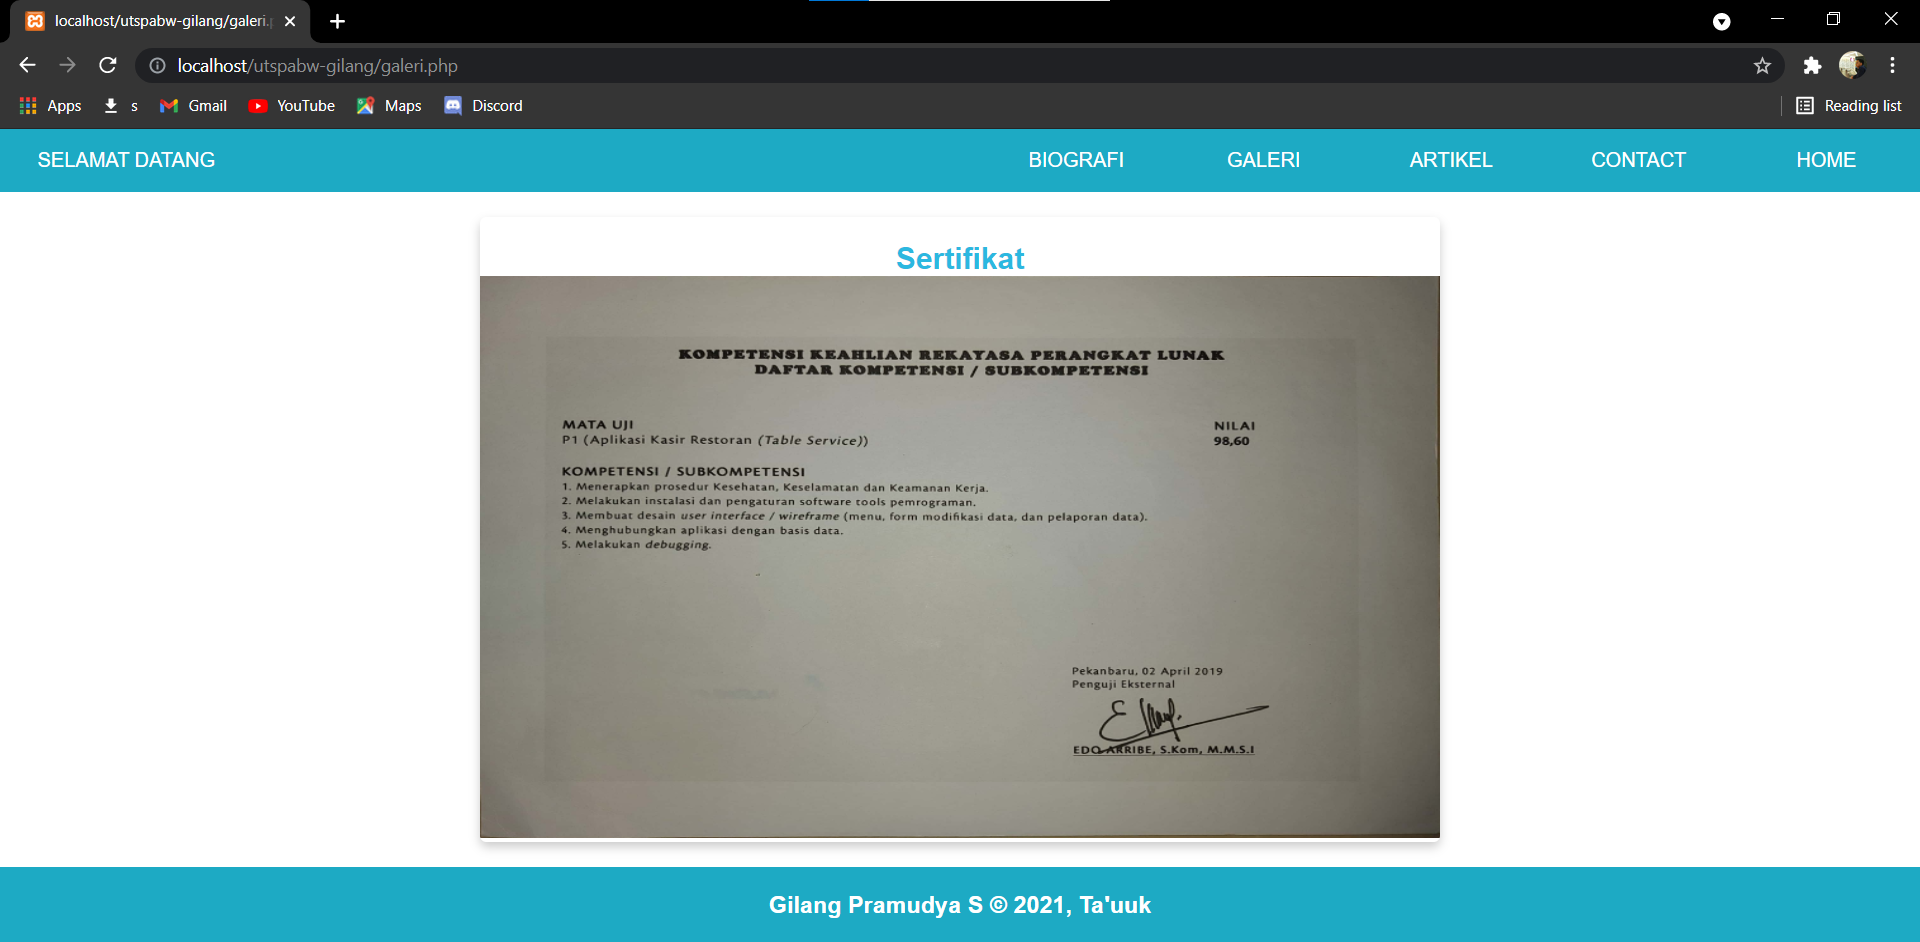 localhost/utspabw-gilang/galeri.p
localhost/utspabw-gilang/galeri.php
Apps s Gmail YouTube Maps Discord Reading list
SELAMAT DATANG BIOGRAFI GALERI ARTIKEL CONTACT HOME
Sertifikat
KOMPETENSI KEAHLIAN REKAYASA PERANGKAT LUNAK
DAFTAR KOMPETENSI / SUBKOMPETENSI
MATA UJI NILAI
P1 (Aplikasi Kasir Restoran (Table Service)) 98,60
KOMPETENSI / SUBKOMPETENSI
1. Menerapkan prosedur Kesehatan, Keselamatan dan Keamanan Kerja.
2. Melakukan instalasi dan pengaturan software tools pemrograman.
3. Membuat desain user interface / wireframe (menu, form modifikasi data, dan pelaporan data).
4. Menghubungkan aplikasi dengan basis data.
5. Melakukan debugging.
Pekanbaru, 02 April 2019
Penguji Eksternal
EDO ARRIBE, S.Kom, M.M.S.I
Gilang Pramudya S © 2021, Ta'uuk